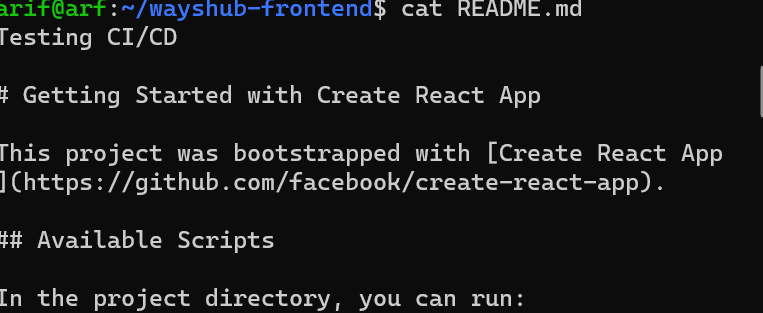 arif@arf:~/wayshub-frontend$ cat README.md
Testing CI/CD
# Getting Started with Create React App
This project was bootstrapped with [Create React App
](https://github.com/facebook/create-react-app).
## Available Scripts
In the project directory, you can run: